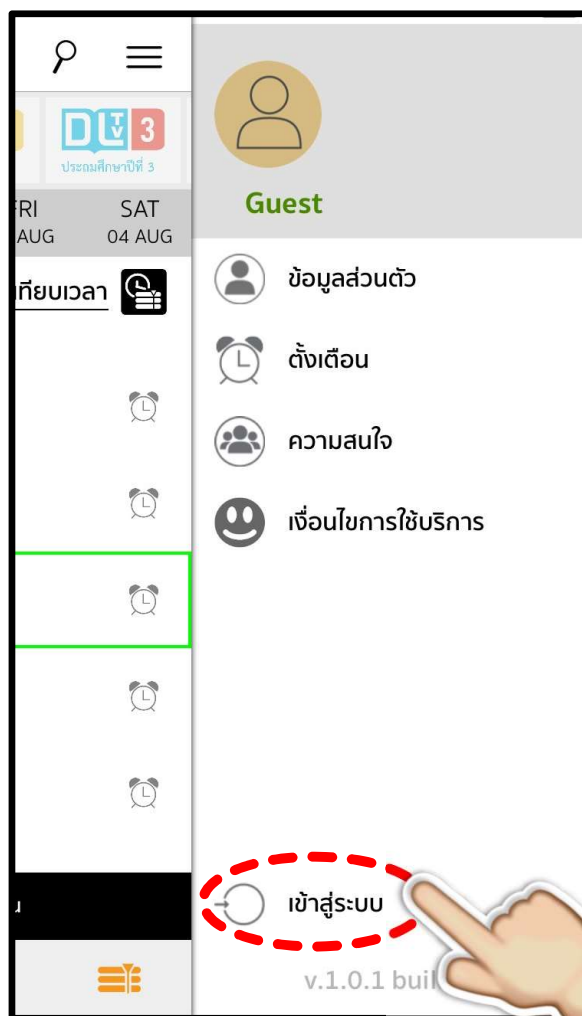 DLTV 3
ประถมศึกษาปีที่ 3
FRI SAT
AUG 04 AUG
เทียบเวลา
น
Guest
ข้อมูลส่วนตัว
ตั้งเตือน
ความสนใจ
เงื่อนไขการใช้บริการ
เข้าสู่ระบบ
v.1.0.1 buil